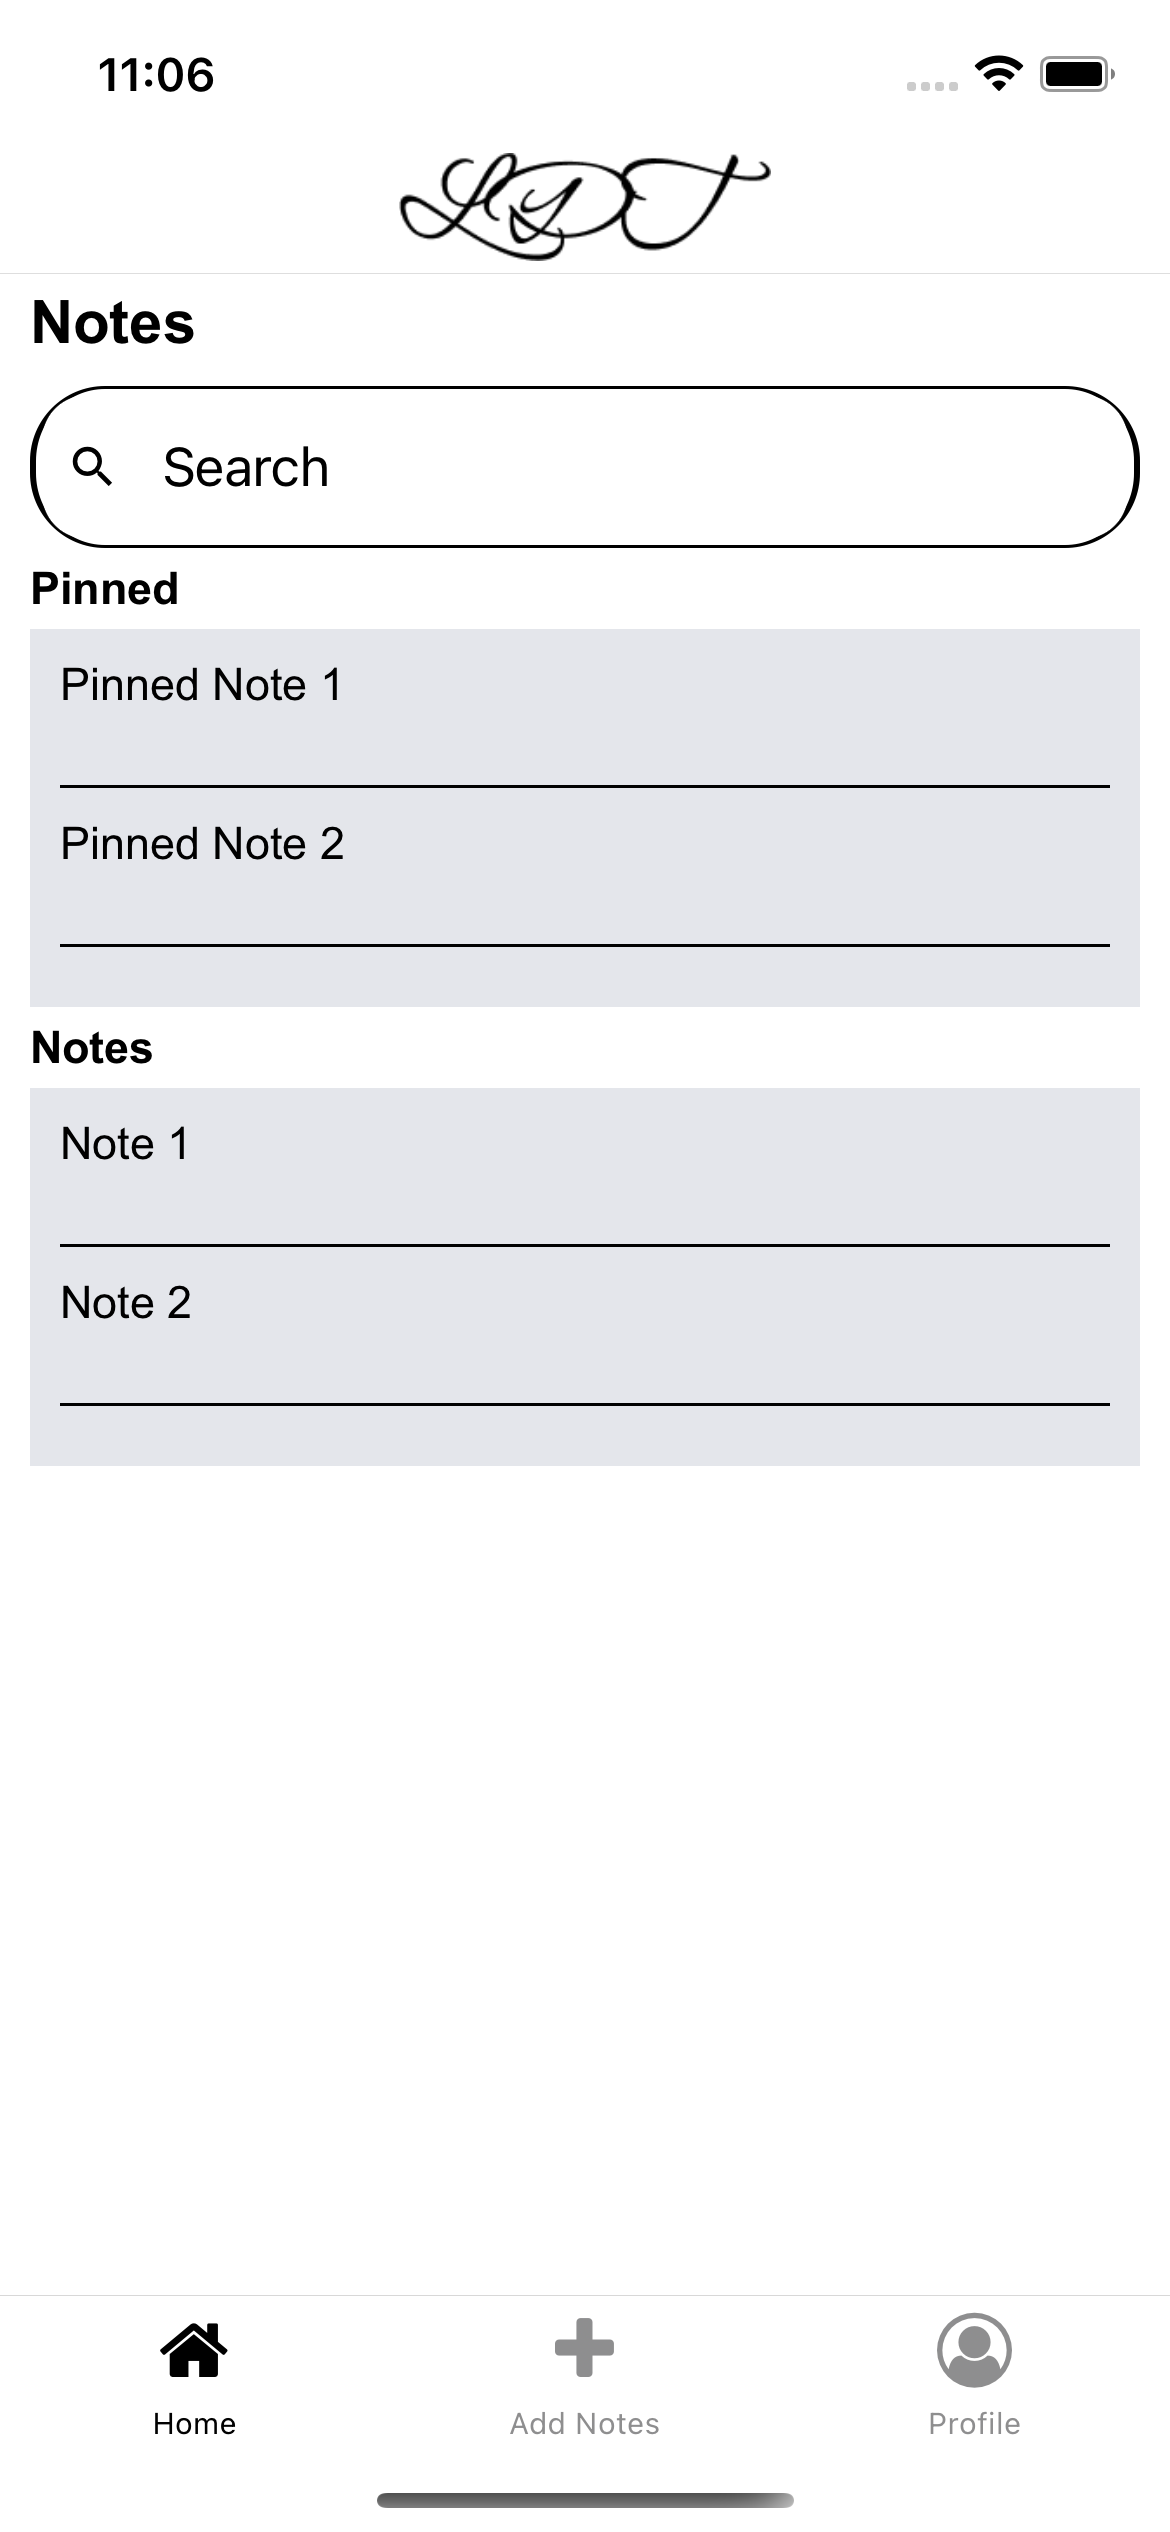 11:06
LYDT
Notes
Search
Pinned
Pinned Note 1
Pinned Note 2
Notes
Note 1
Note 2
Home
Add Notes
Profile